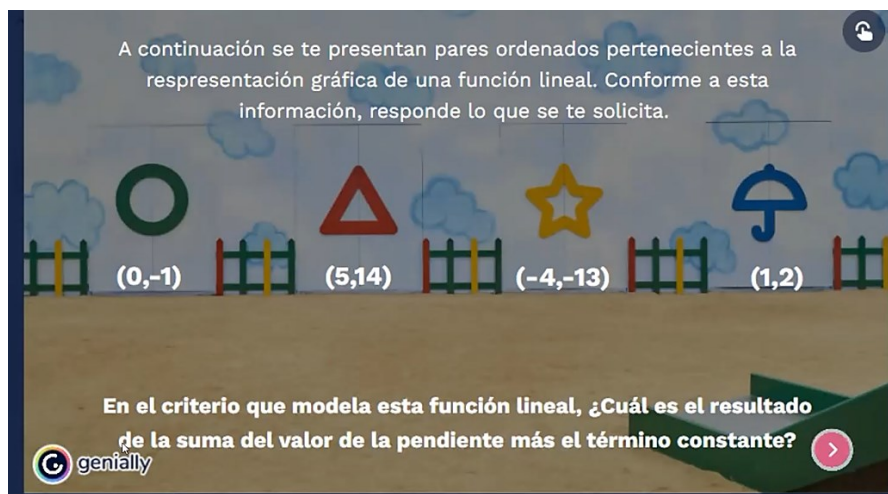 A continuación se te presentan pares ordenados pertenecientes a la
respresentación gráfica de una función lineal. Conforme a esta
información, responde lo que se te solicita.
(0,-1) (5,14) (-4,-13) (1,2)
En el criterio que modela esta función lineal, ¿Cuál es el resultado
de la suma del valor de la pendiente más el término constante?
genially